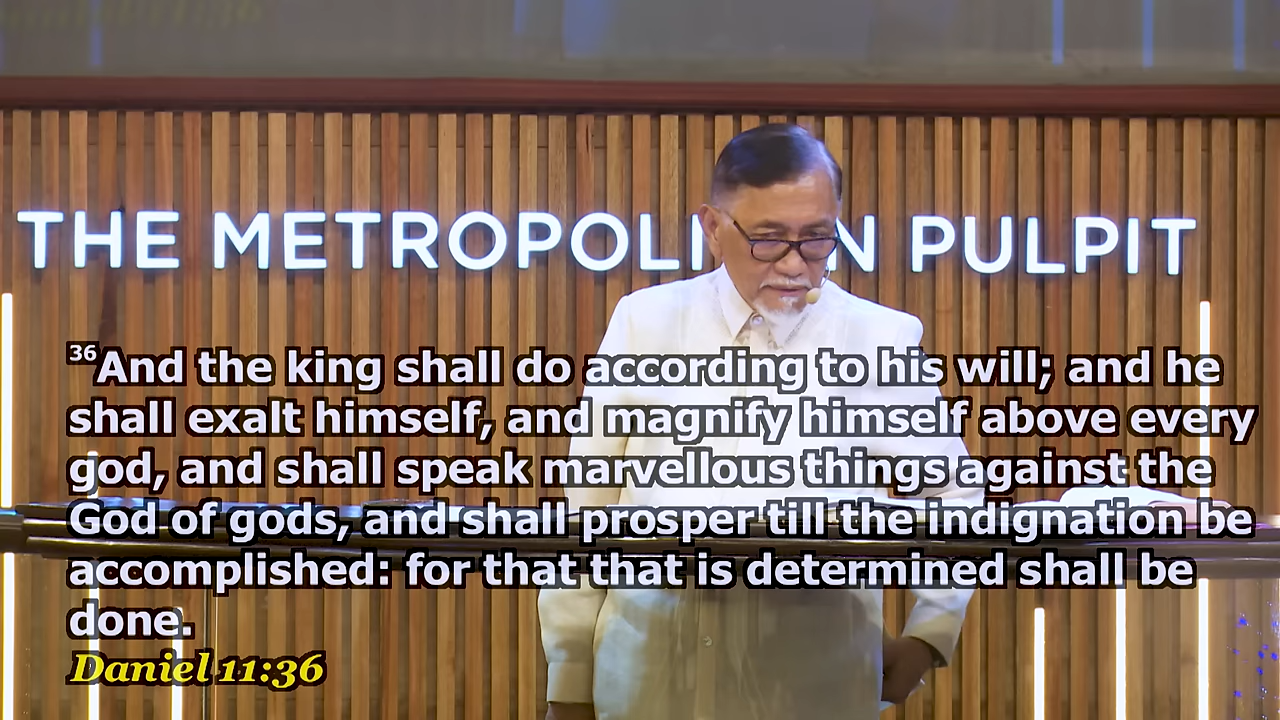 THE METROPOLI N PULPIT
36And the king shall do according to his will; and he
shall exalt himself, and magnify himself above every
god, and shall speak marvellous things against the
God of gods, and shall prosper till the indignation be
accomplished: for that that is determined shall be
done.
Daniel 11:36